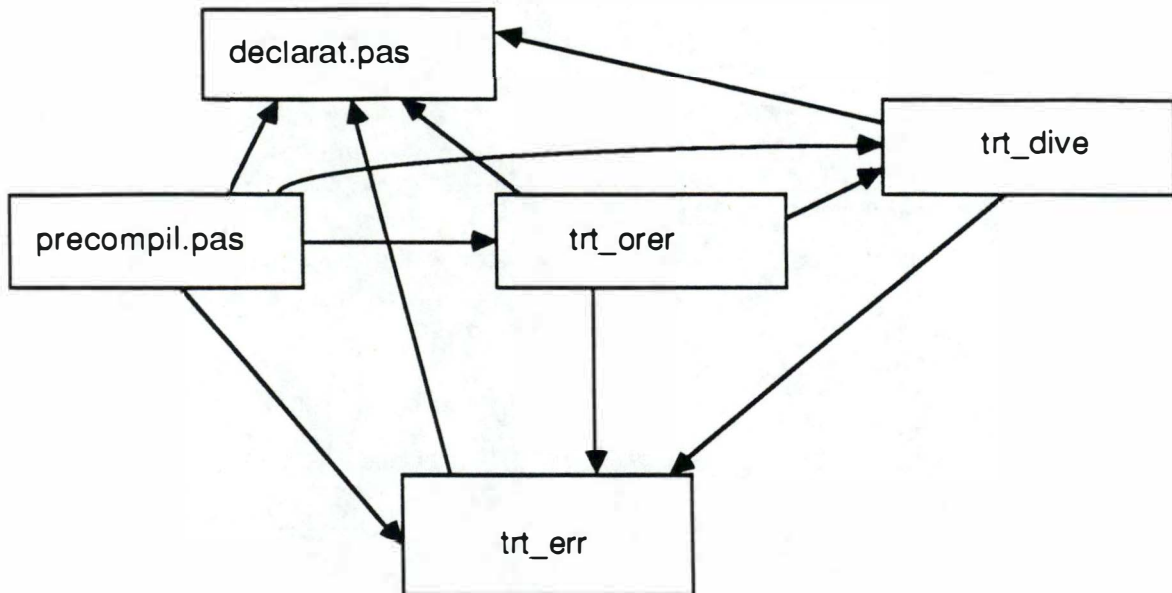 declarat.pas
trt_dive
precompil.pas
trt_orer
trt_err